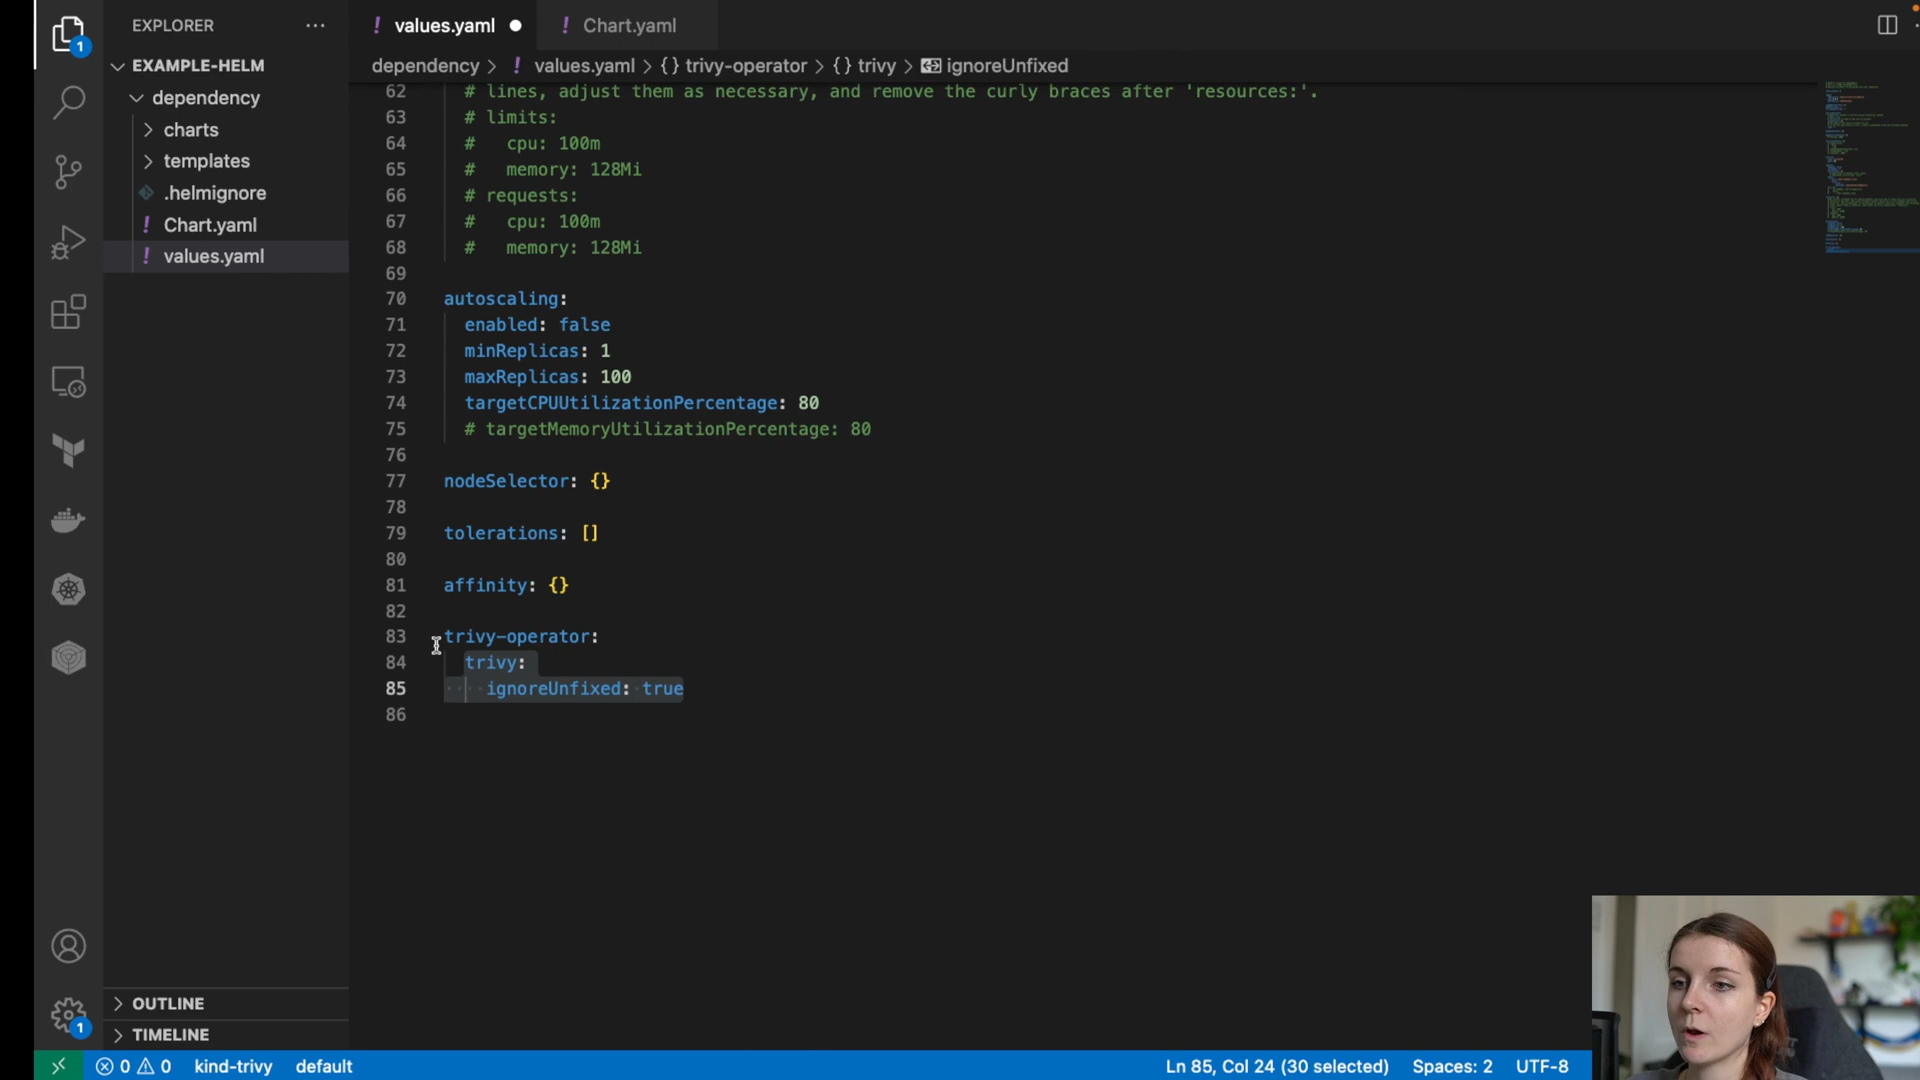 EXPLORER
EXAMPLE-HELM
dependency
charts
templates
.helmignore
! Chart.yaml
! values.yaml
OUTLINE
TIMELINE
! values.yaml
! Chart.yaml
dependency > ! values.yaml > {} trivy-operator > {} trivy > ignoreUnfixed
62 # lines, adjust them as necessary, and remove the curly braces after 'resources:'.
63 # limits:
64 #   cpu: 100m
65 #   memory: 128Mi
66 # requests:
67 #   cpu: 100m
68 #   memory: 128Mi
69
70 autoscaling:
71   enabled: false
72   minReplicas: 1
73   maxReplicas: 100
74   targetCPUUtilizationPercentage: 80
75   # targetMemoryUtilizationPercentage: 80
76
77 nodeSelector: {}
78
79 tolerations: []
80
81 affinity: {}
82
83 trivy-operator:
84   trivy:
85     ignoreUnfixed: true
86
1
1
0 0 kind-trivy default Ln 85, Col 24 (30 selected) Spaces: 2 UTF-8